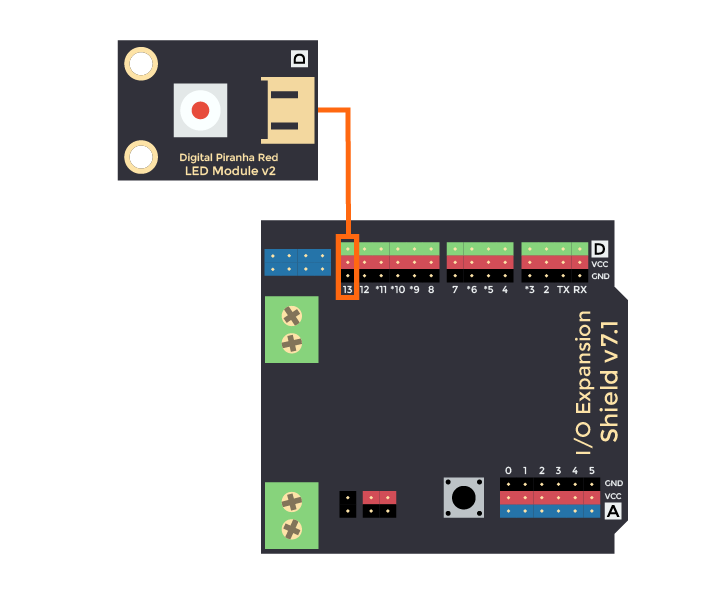 D
Digital Piranha Red
LED Module v2
D
VCC
GND
13 12 *11 *10 *9 8 7 *6 *5 4 *3 2 TX RX
I/O Expansion
Shield v7.1
0 1 2 3 4 5
GND
VCC
A